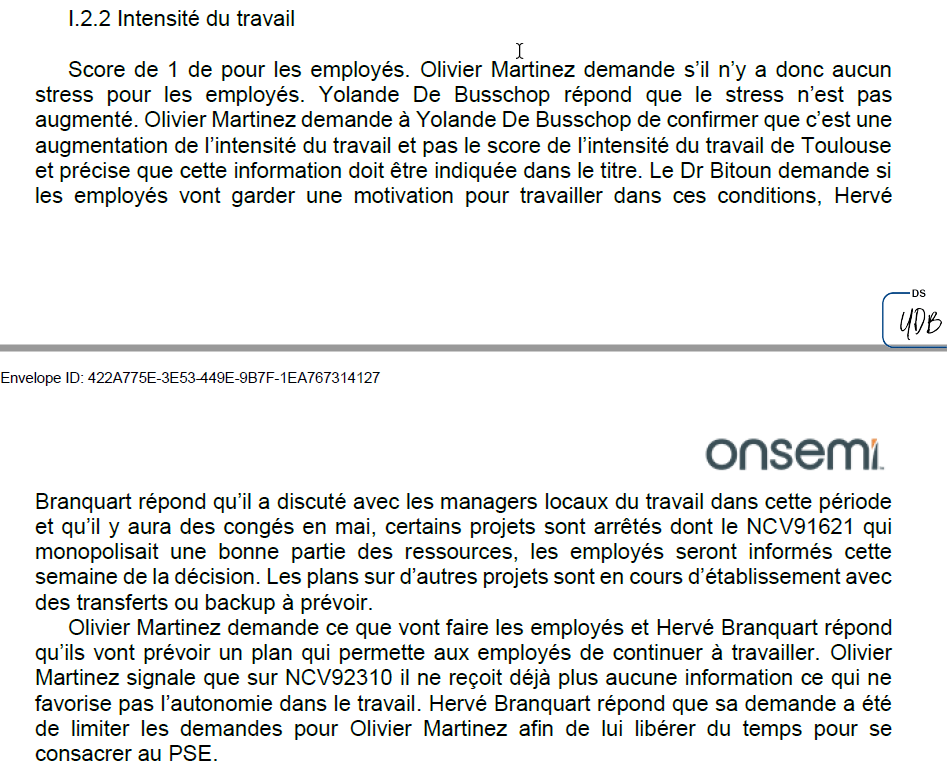 I.2.2 Intensité du travail
Score de 1 de pour les employés. Olivier Martinez demande s’il n’y a donc aucun
stress pour les employés. Yolande De Busschop répond que le stress n’est pas
augmenté. Olivier Martinez demande à Yolande De Busschop de confirmer que c’est une
augmentation de l’intensité du travail et pas le score de l’intensité du travail de Toulouse
et précise que cette information doit être indiquée dans le titre. Le Dr Bitoun demande si
les employés vont garder une motivation pour travailler dans ces conditions, Hervé
DS
YDB
Envelope ID: 422A775E-3E53-449E-9B7F-1EA767314127
onsemi
Branquart répond qu’il a discuté avec les managers locaux du travail dans cette période
et qu’il y aura des congés en mai, certains projets sont arrêtés dont le NCV91621 qui
monopolisait une bonne partie des ressources, les employés seront informés cette
semaine de la décision. Les plans sur d’autres projets sont en cours d’établissement avec
des transferts ou backup à prévoir.
Olivier Martinez demande ce que vont faire les employés et Hervé Branquart répond
qu’ils vont prévoir un plan qui permette aux employés de continuer à travailler. Olivier
Martinez signale que sur NCV92310 il ne reçoit déjà plus aucune information ce qui ne
favorise pas l’autonomie dans le travail. Hervé Branquart répond que sa demande a été
de limiter les demandes pour Olivier Martinez afin de lui libérer du temps pour se
consacrer au PSE.